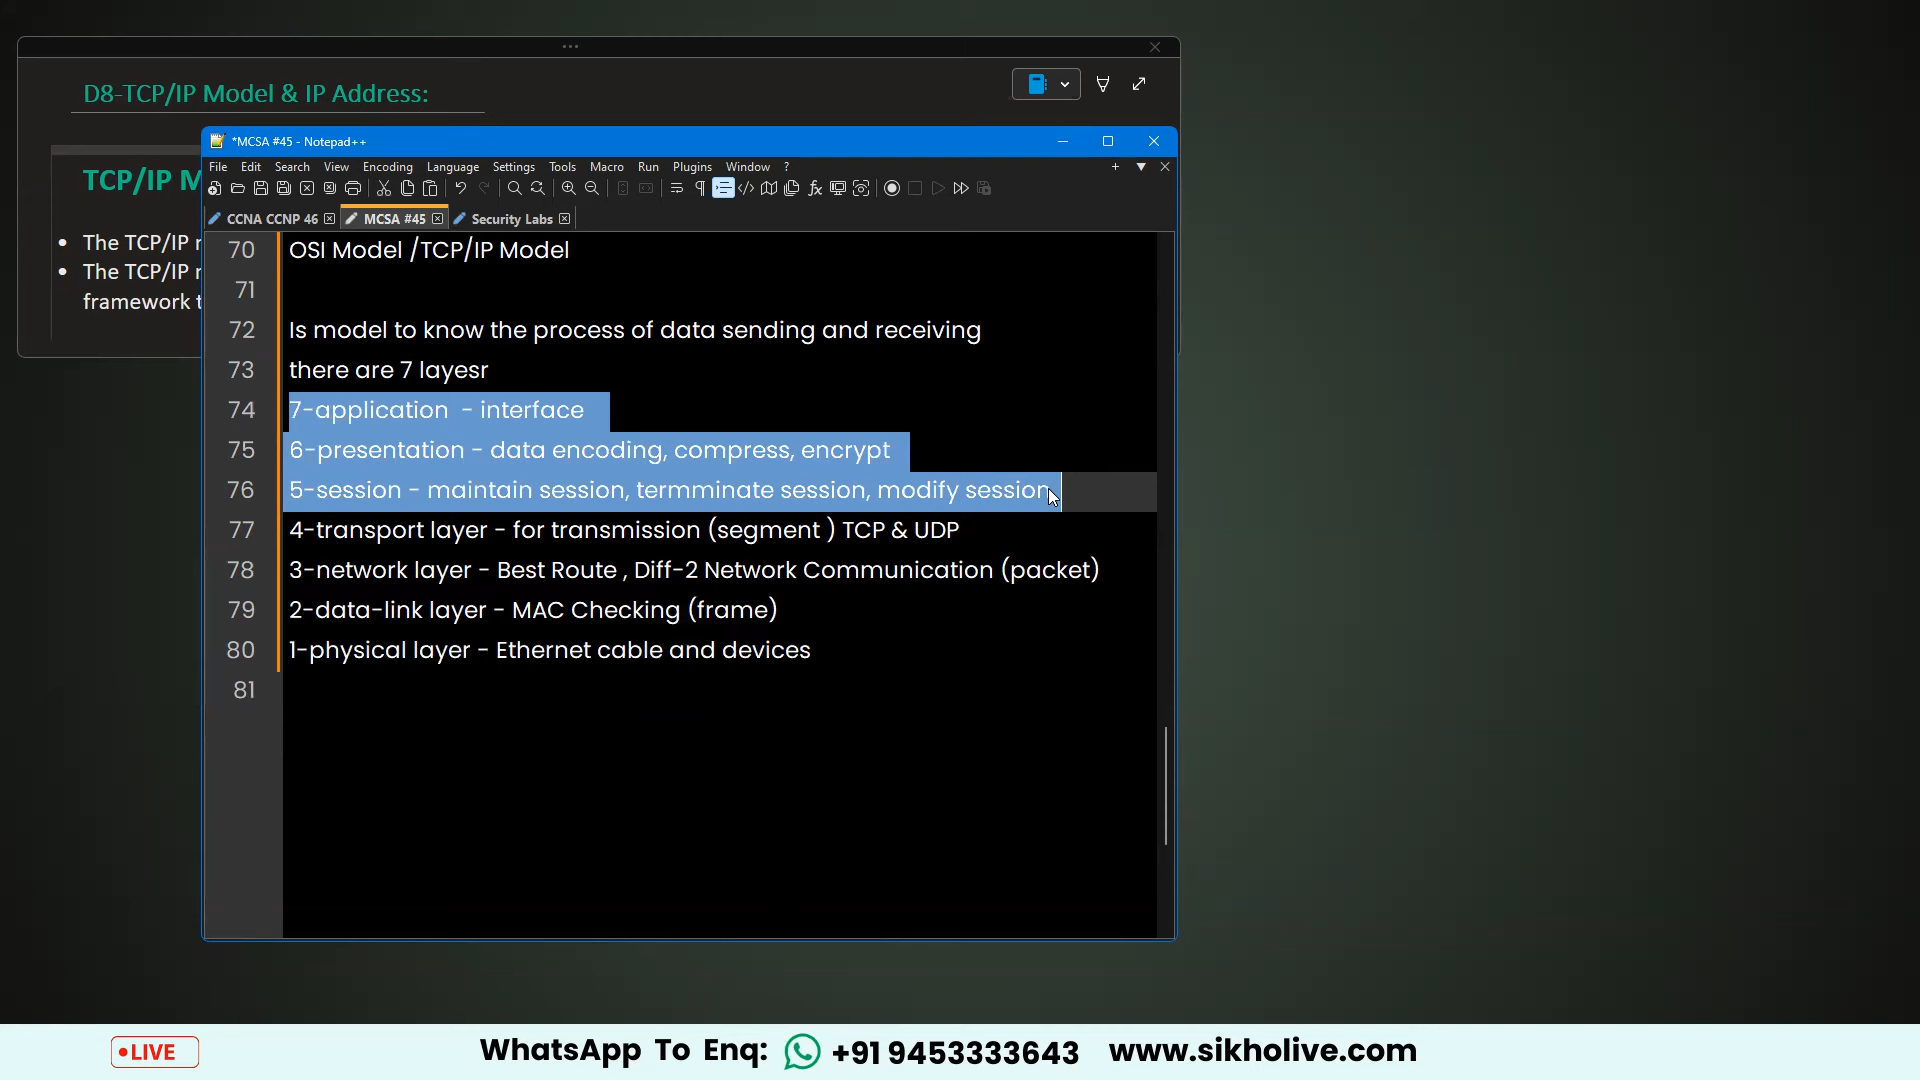 D8-TCP/IP Model & IP Address:
TCP/IP M
• The TCP/IP
• The TCP/IP
framework
*MCSA #45 - Notepad++
File Edit Search View Encoding Language Settings Tools Macro Run Plugins Window ?
CCNA CCNP 46 MCSA #45 Security Labs
70 OSI Model /TCP/IP Model
71
72 Is model to know the process of data sending and receiving
73 there are 7 layesr
74 7-application - interface
75 6-presentation - data encoding, compress, encrypt
76 5-session - maintain session, termminate session, modify session
77 4-transport layer - for transmission (segment ) TCP & UDP
78 3-network layer - Best Route , Diff-2 Network Communication (packet)
79 2-data-link layer - MAC Checking (frame)
80 1-physical layer - Ethernet cable and devices
81
•LIVE WhatsApp To Enq: +91 9453333643 www.sikholive.com